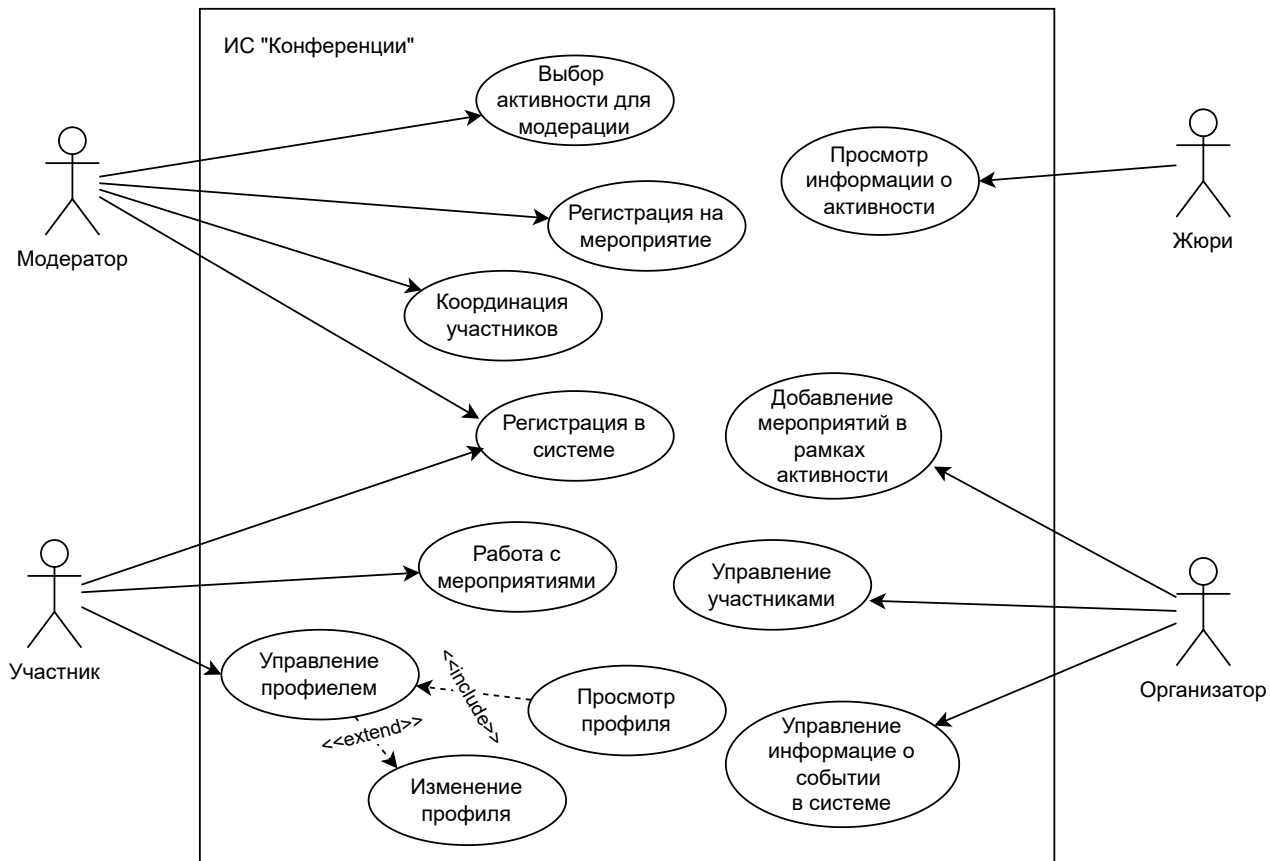 ИС "Конференции"
Выбор
активности для
модерации
Просмотр
информации о
активности
Модератор
Жюри
Регистрация на
мероприятие
Координация
участников
Регистрация в
системе
Добавление
мероприятий в
рамках
активности
Работа с
мероприятиями
Управление
участниками
Участник
Организатор
Управление
профиелем
<<include>>
Просмотр
профиля
<<extend>>
Изменение
профиля
Управление
информацие о
событии
в системе